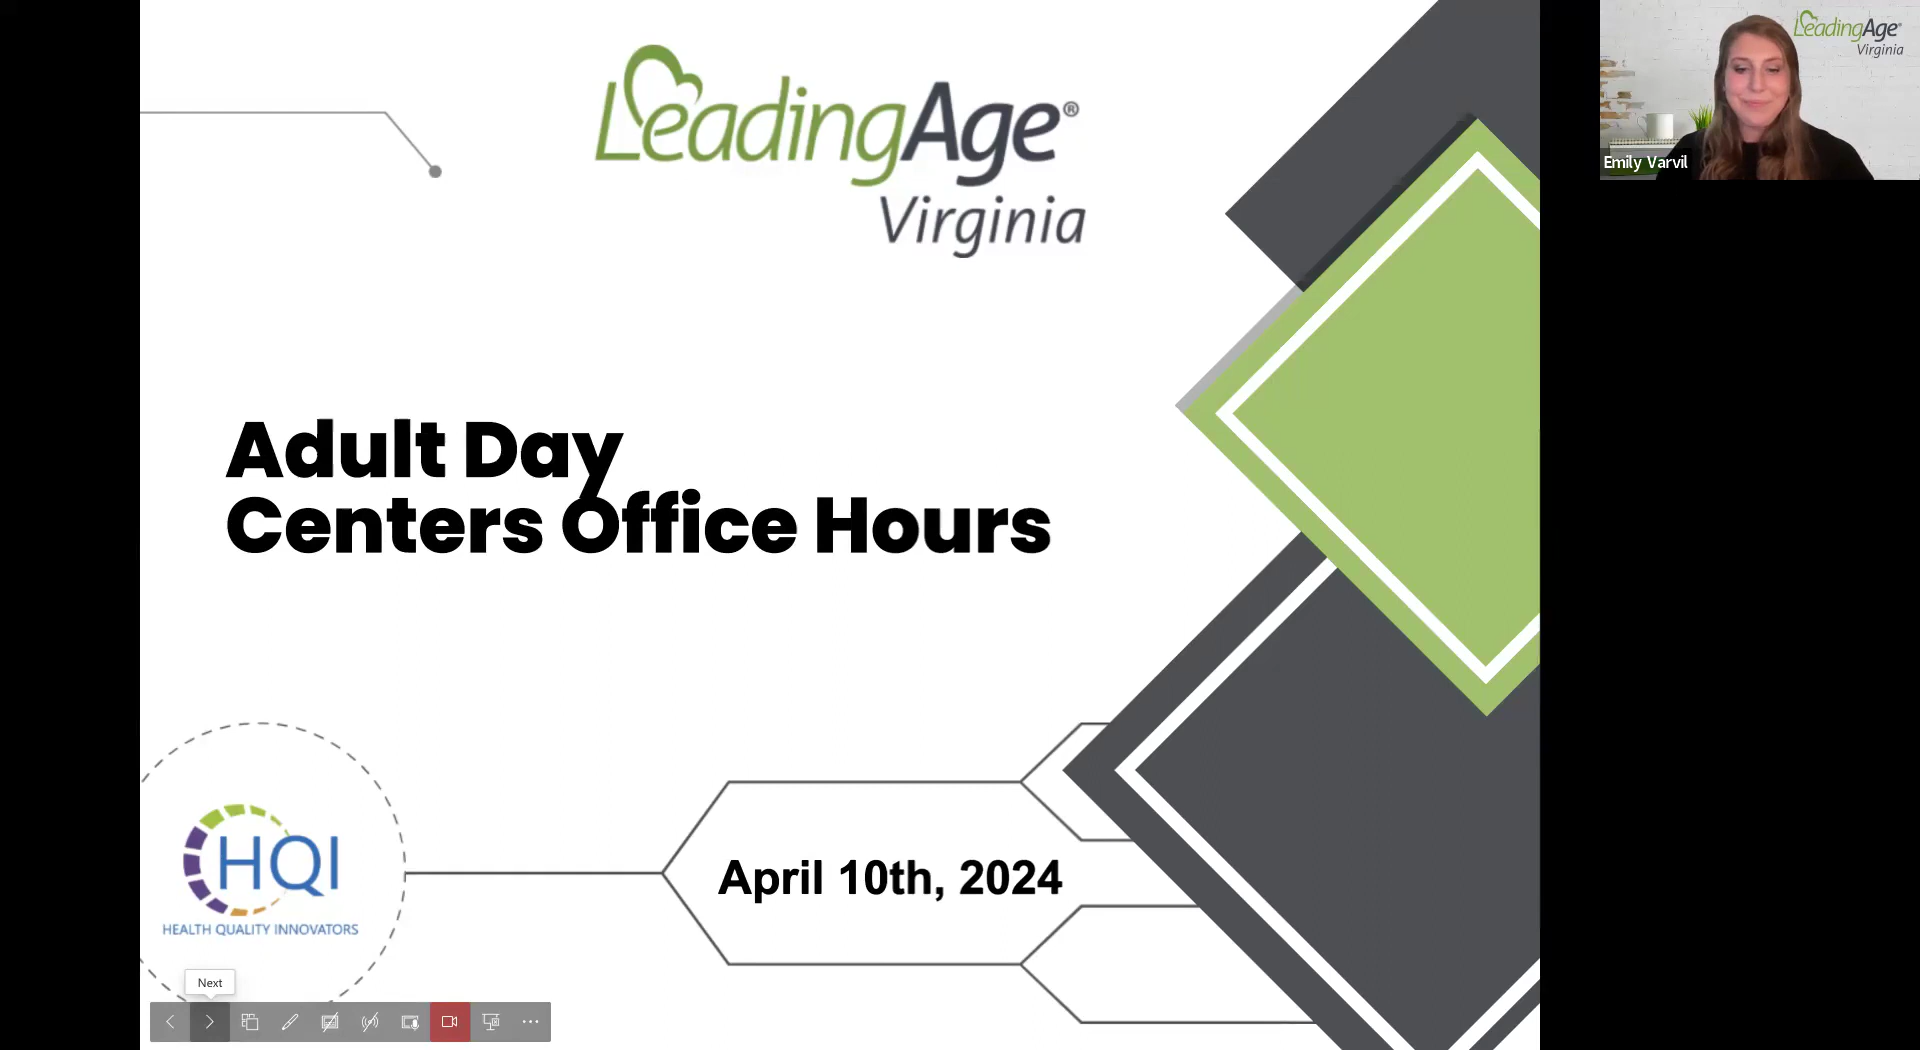 LeadingAge®
Virginia
Adult Day
Centers Office Hours
HQI
HEALTH QUALITY INNOVATORS
April 10th, 2024
Next
LeadingAge®
Virginia
Emily Varvil